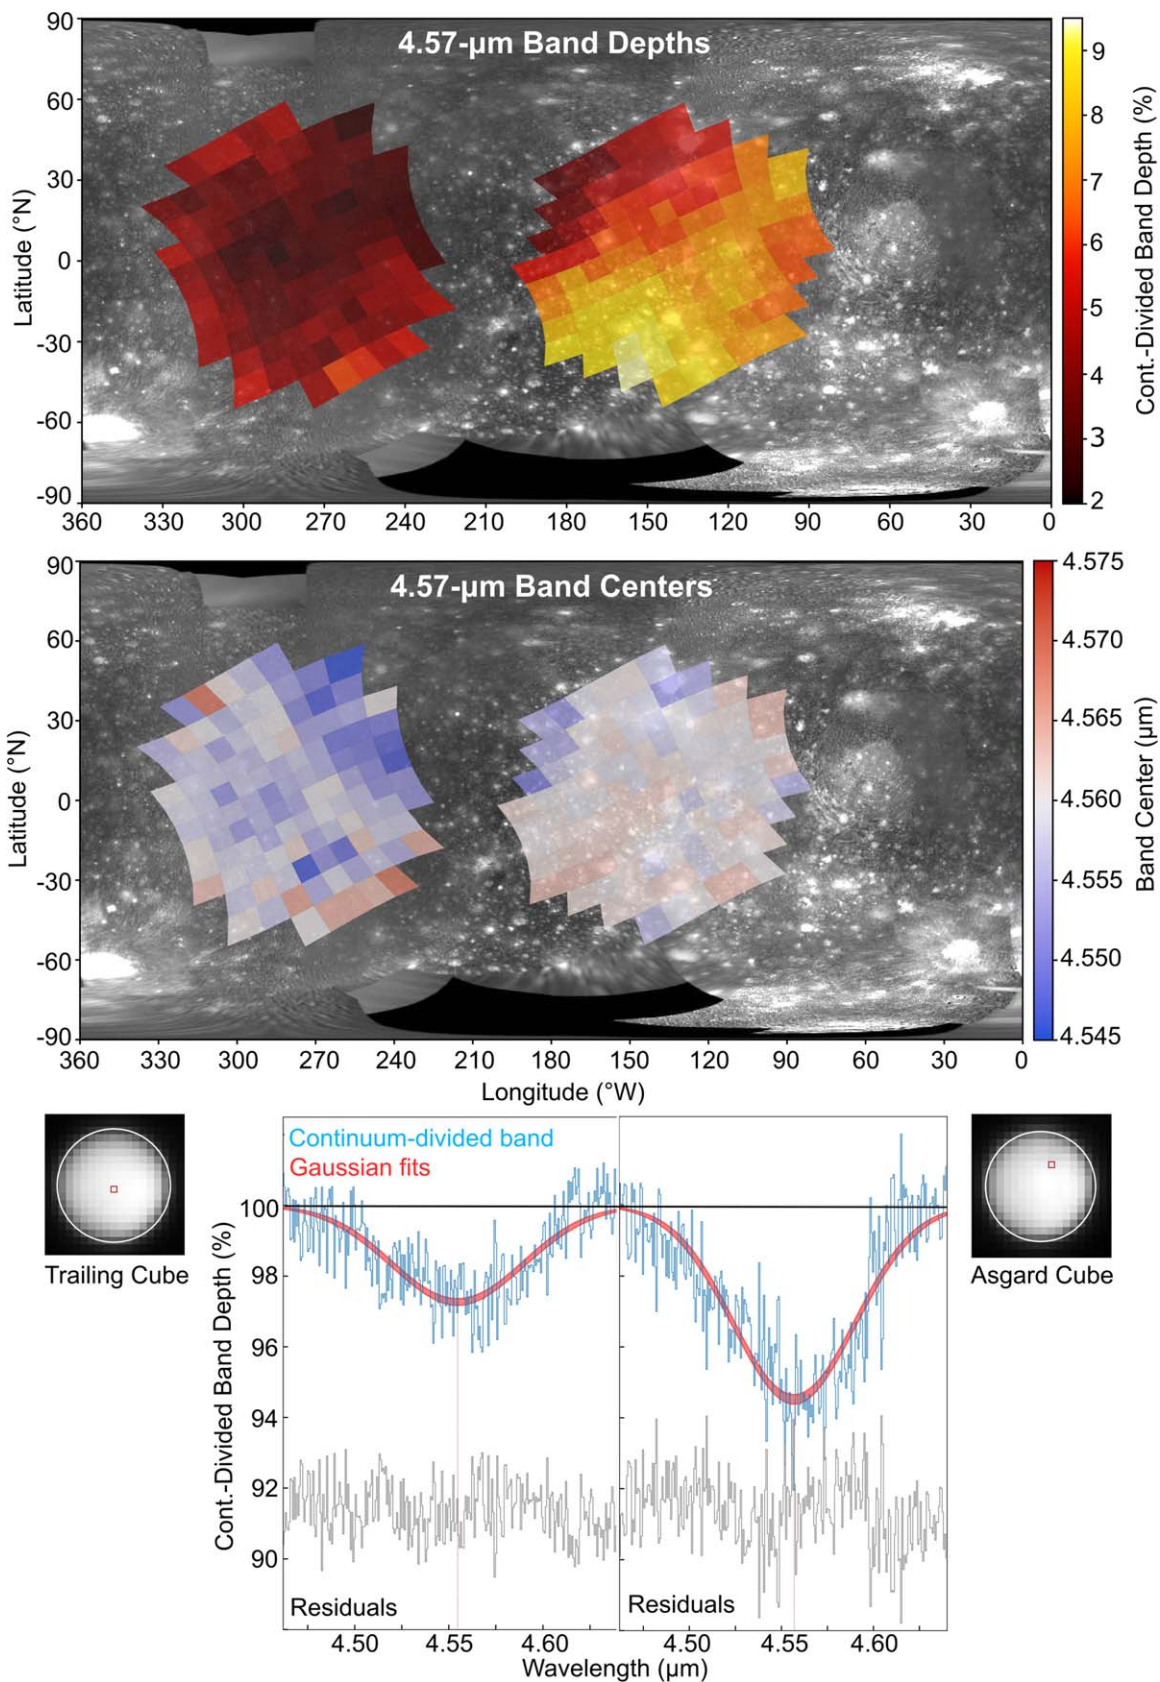 4.57-µm Band Depths
90
60
30
0
-30
-60
-90
Latitude (°N)
360 330 300 270 240 210 180 150 120 90 60 30 0
9
8
7
6
5
4
3
2
Cont.-Divided Band Depth (%)
4.57-µm Band Centers
90
60
30
0
-30
-60
-90
Latitude (°N)
360 330 300 270 240 210 180 150 120 90 60 30 0
Longitude (°W)
4.575
4.570
4.565
4.560
4.555
4.550
4.545
Band Center (µm)
Trailing Cube
Continuum-divided band
Gaussian fits
100
98
96
94
92
90
Cont.-Divided Band Depth (%)
Residuals
Residuals
4.50 4.55 4.60 4.50 4.55 4.60
Wavelength (µm)
Asgard Cube